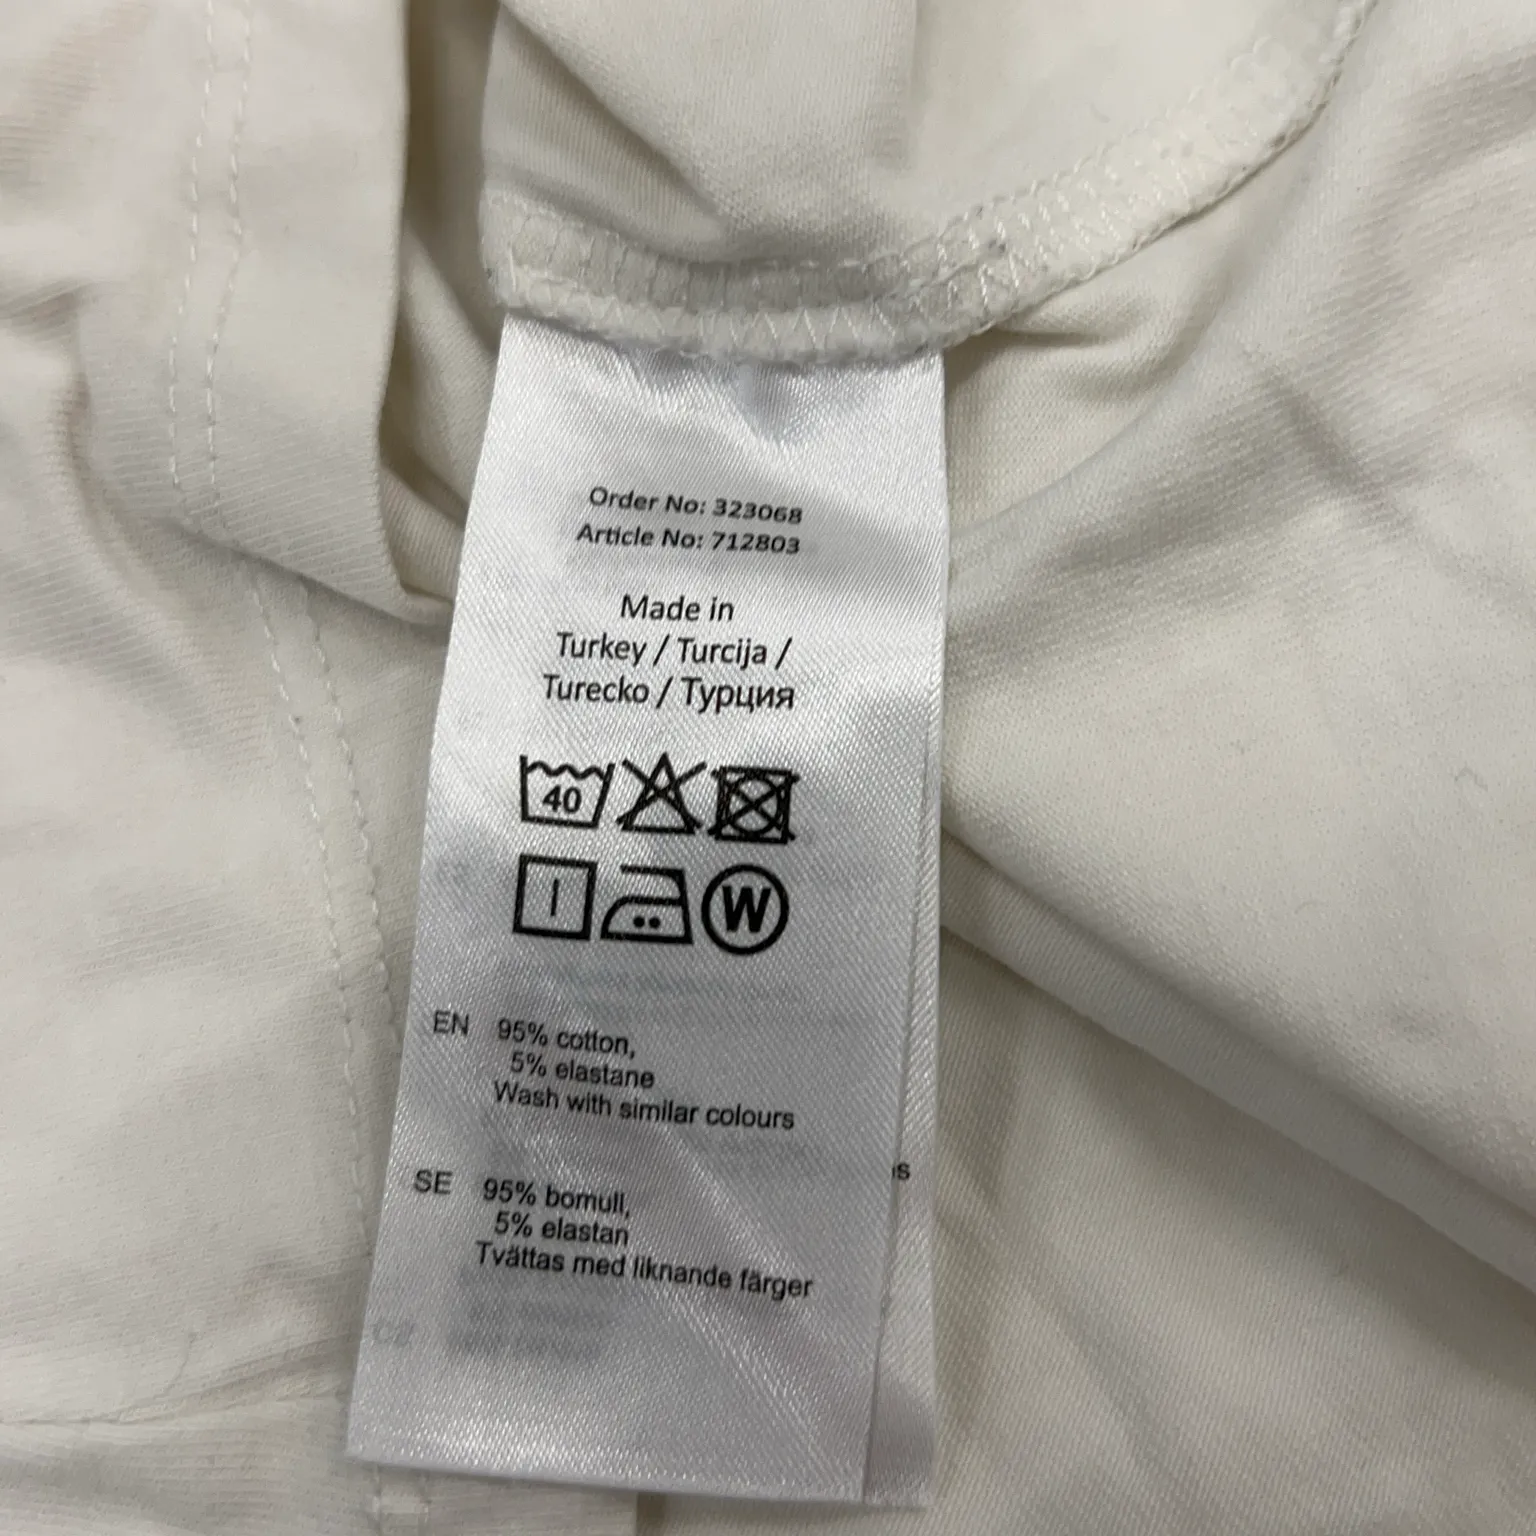 Order No: 323068
Article No: 712803
Made in
Turkey / Turcija /
Turecko / Турция
40
W
EN 95% cotton,
5% elastane
Wash with similar colours
SE 95% bomull,
5% elastan
Tvättas med liknande färger